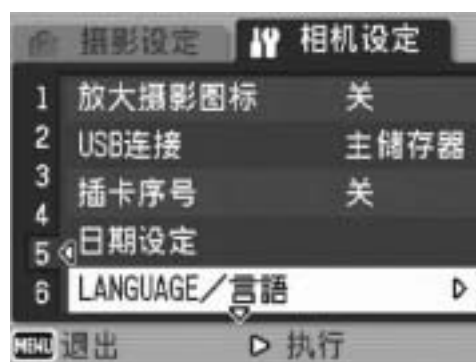 摄影设定 相机设定
1 放大摄影图标 关
2 USB连接 主储存器
3 插卡序号 关
4
5 日期设定
6 LANGUAGE／言語
MENU 退出 执行